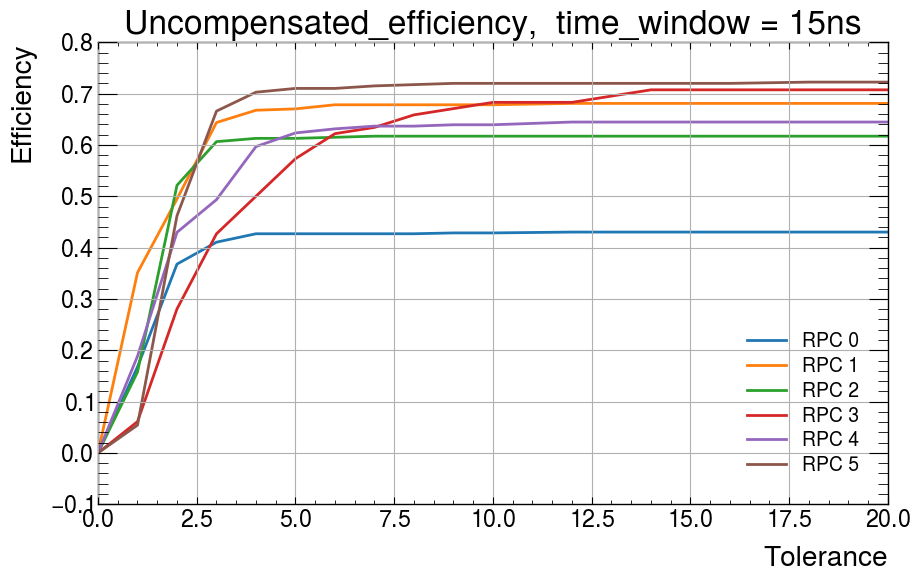 Uncompensated_efficiency, time_window = 15ns
Efficiency
0.8
0.7
0.6
0.5
0.4
0.3
0.2
0.1
0.0
−0.1
RPC 0
RPC 1
RPC 2
RPC 3
RPC 4
RPC 5
0.0 2.5 5.0 7.5 10.0 12.5 15.0 17.5 20.0
Tolerance